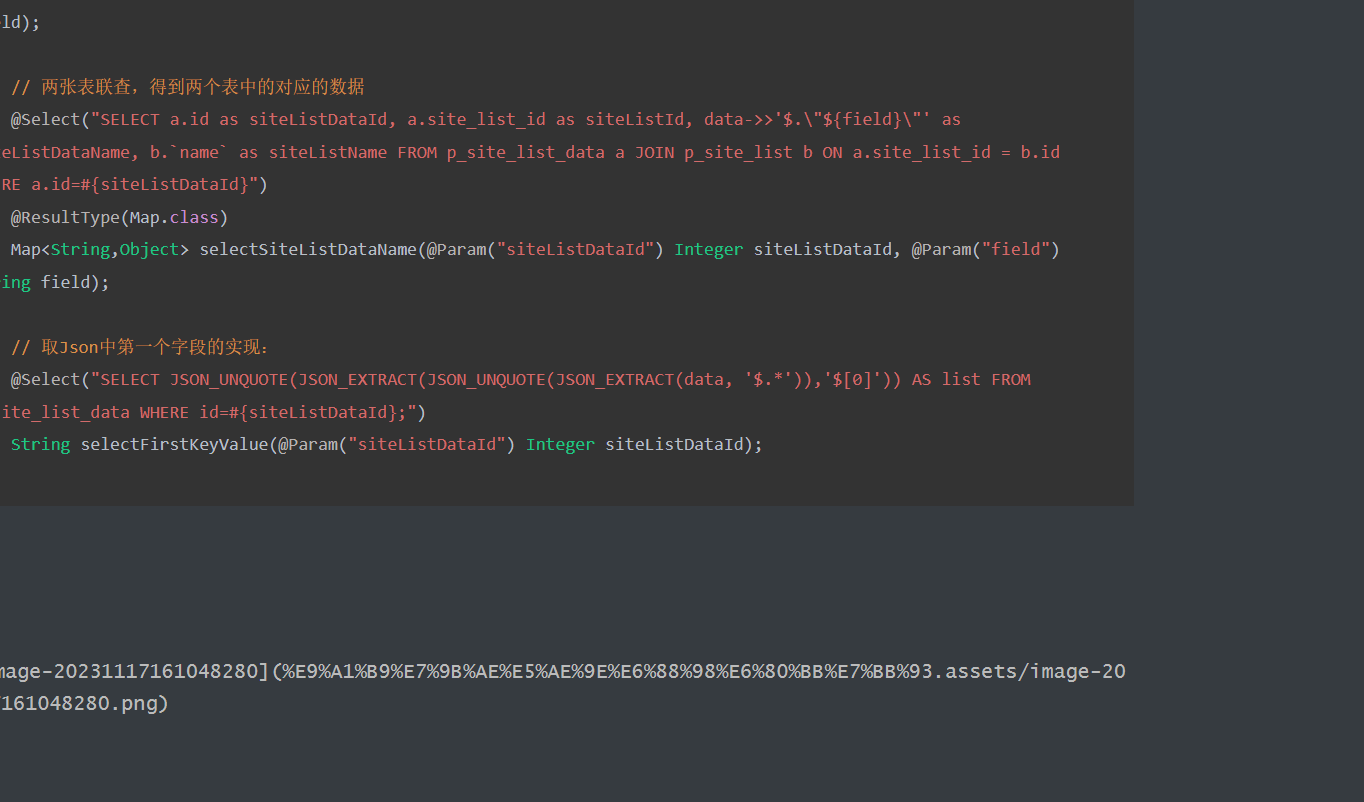 ld);
// 两张表联查，得到两个表中的对应的数据
@Select("SELECT a.id as siteListDataId, a.site_list_id as siteListId, data->>'$.\"${field}\"' as
eListDataName, b.`name` as siteListName FROM p_site_list_data a JOIN p_site_list b ON a.site_list_id = b.id
RE a.id=#{siteListDataId}")
@ResultType(Map.class)
Map<String,Object> selectSiteListDataName(@Param("siteListDataId") Integer siteListDataId, @Param("field")
ing field);
// 取Json中第一个字段的实现：
@Select("SELECT JSON_UNQUOTE(JSON_EXTRACT(JSON_UNQUOTE(JSON_EXTRACT(data, '$.*')),'$[0]')) AS list FROM
ite_list_data WHERE id=#{siteListDataId};")
String selectFirstKeyValue(@Param("siteListDataId") Integer siteListDataId);
mage-20231117161048280](%E9%A1%B9%E7%9B%AE%E5%AE%9E%E6%88%98%E6%80%BB%E7%BB%93.assets/image-20
161048280.png)